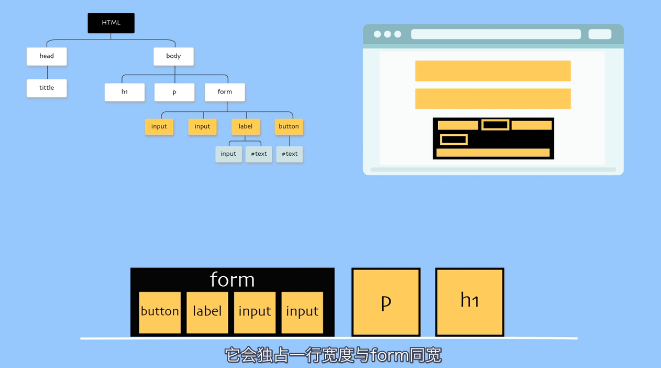 HTML
head
body
tittle
h1
p
form
input
input
label
button
input
#text
#text
form
button
label
input
input
p
h1
它会独占一行宽度与form同宽